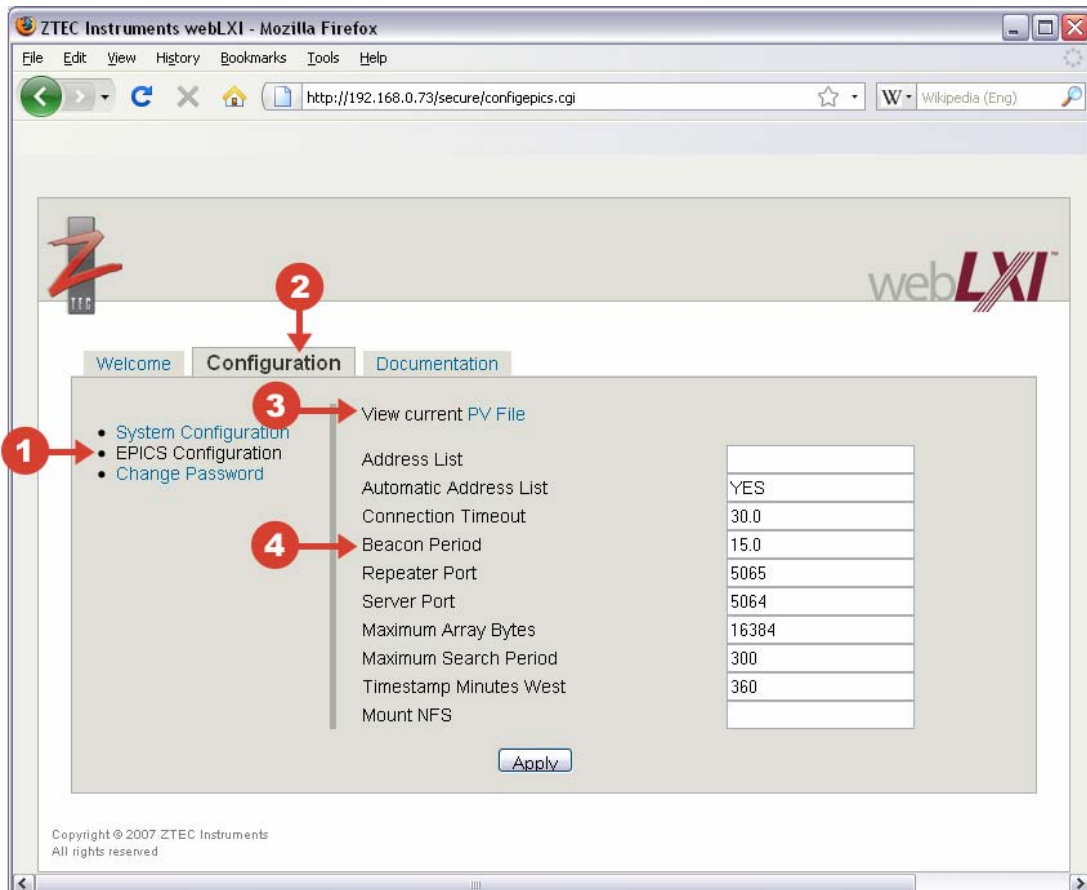 ZTEC Instruments webLXI - Mozilla Firefox
File Edit View History Bookmarks Tools Help
http://192.168.0.73/secure/configepics.cgi
W Wikipedia (Eng)
Z
TEC
webLXI™
2
Welcome Configuration Documentation
3
View current PV File
1
System Configuration
EPICS Configuration
Change Password
Address List
Automatic Address List YES
Connection Timeout 30.0
4
Beacon Period 15.0
Repeater Port 5065
Server Port 5064
Maximum Array Bytes 16384
Maximum Search Period 300
Timestamp Minutes West 360
Mount NFS
Apply
Copyright © 2007 ZTEC Instruments
All rights reserved